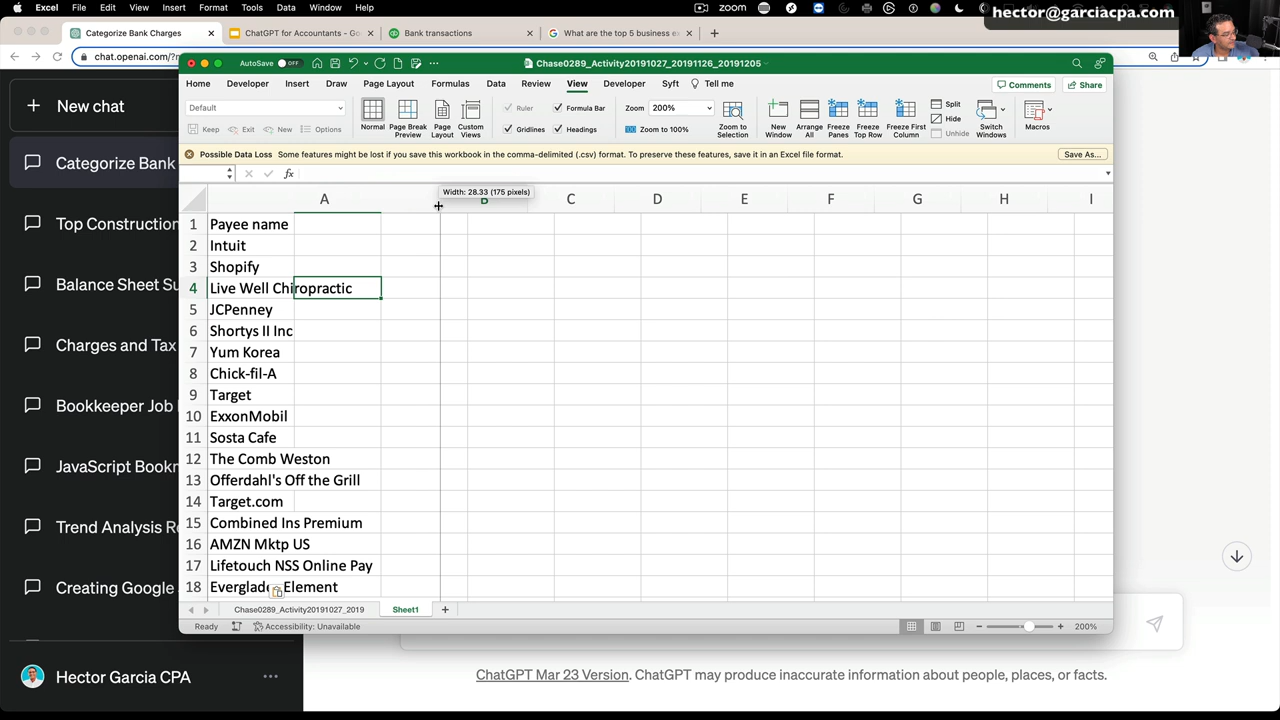 Excel File Edit View Insert Format Tools Data Window Help
zoom
hector@garciacpa.com
Categorize Bank Charges
ChatGPT for Accountants - Go
Bank transactions
What are the top 5 business es
chat.openai.com/?m
New chat
Categorize Bank
Top Construction
Balance Sheet Su
Charges and Tax
Bookkeeper Job
JavaScript Bookm
Trend Analysis Re
Creating Google
Hector Garcia CPA
AutoSave OFF
Chase0289_Activity20191027_20191126_20191205
Home Insert Draw Page Layout Formulas Data Review View Developer Syft Tell me
Comments
Share
Default
Keep Exit New Options
Normal
Page Break Preview
Page Layout
Custom Views
Ruler
Formula Bar
Gridlines
Headings
Zoom 200%
Zoom to 100%
Zoom to Selection
New Window
Arrange All
Freeze Panes
Freeze Top Row
Freeze First Column
Split
Hide
Unhide
Switch Windows
Macros
Possible Data Loss Some features might be lost if you save this workbook in the comma-delimited (.csv) format. To preserve these features, save it in an Excel file format.
Save As...
fx
Width: 28.33 (175 pixels)
A B C D E F G H I
1 Payee name
2 Intuit
3 Shopify
4 Live Well Chiropractic
5 JCPenney
6 Shortys II Inc
7 Yum Korea
8 Chick-fil-A
9 Target
10 ExxonMobil
11 Sosta Cafe
12 The Comb Weston
13 Offerdahl's Off the Grill
14 Target.com
15 Combined Ins Premium
16 AMZN Mktp US
17 Lifetouch NSS Online Pay
18 Everglade Element
Chase0289_Activity20191027_2019
Sheet1
Ready
Accessibility: Unavailable
200%
ChatGPT Mar 23 Version. ChatGPT may produce inaccurate information about people, places, or facts.